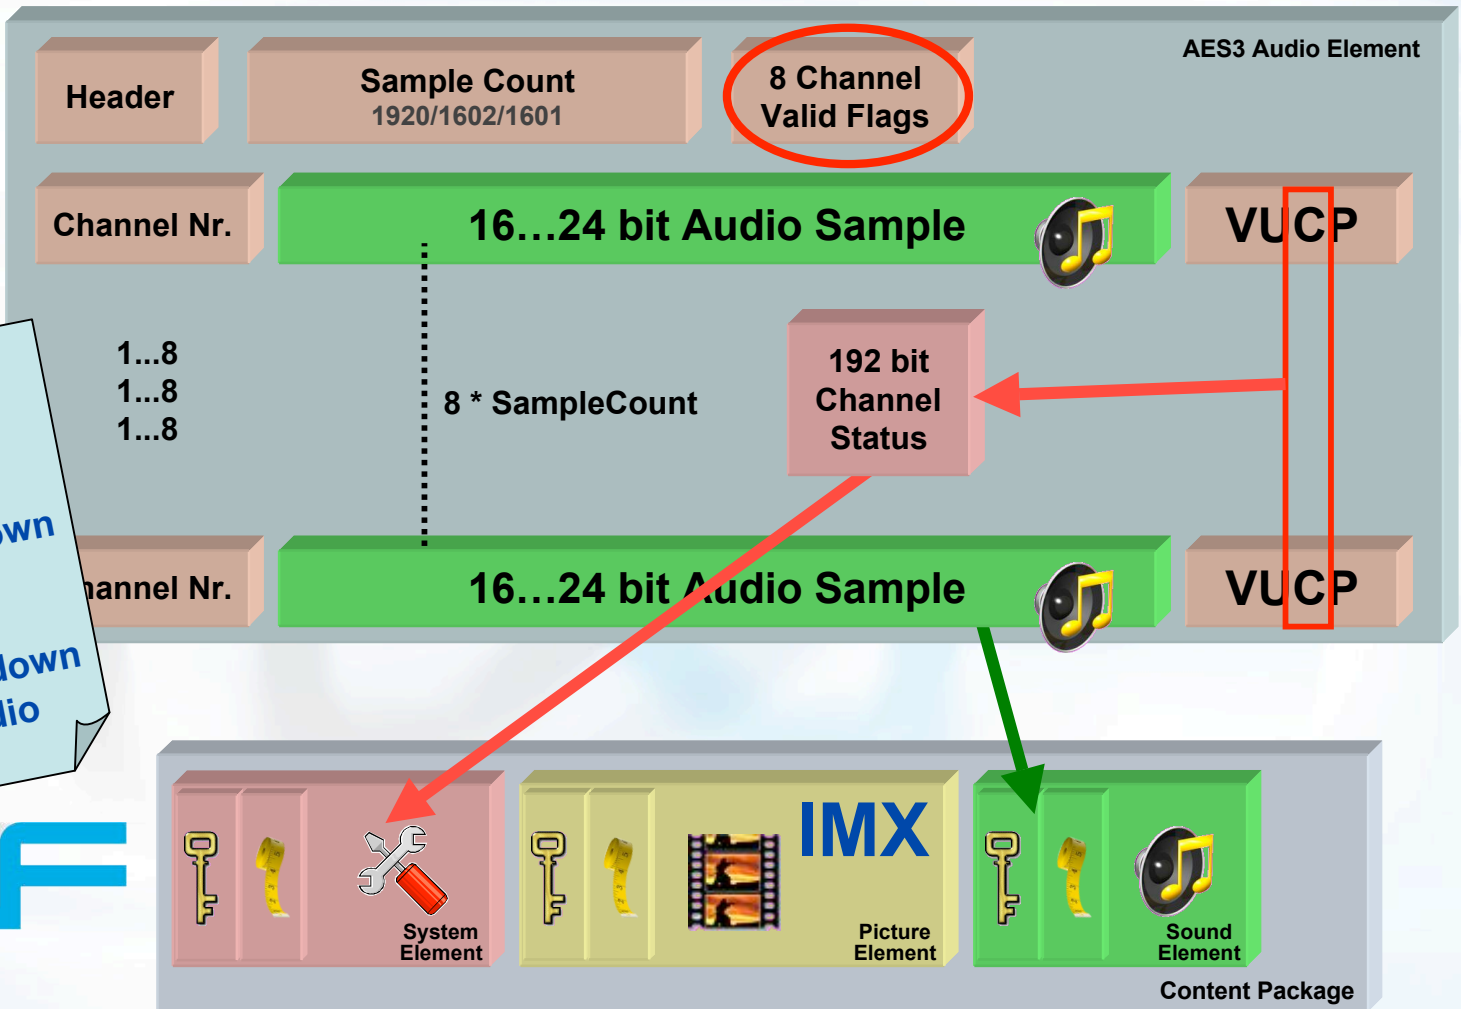 AES3 Audio Element
Header
Sample Count
1920/1602/1601
8 Channel
Valid Flags
Channel Nr.
16...24 bit Audio Sample
VUCP
1...8
1...8
1...8
8 * SampleCount
192 bit
Channel
Status
hannel Nr.
16...24 bit Audio Sample
VUCP
IMX
System
Element
Picture
Element
Sound
Element
Content Package
F